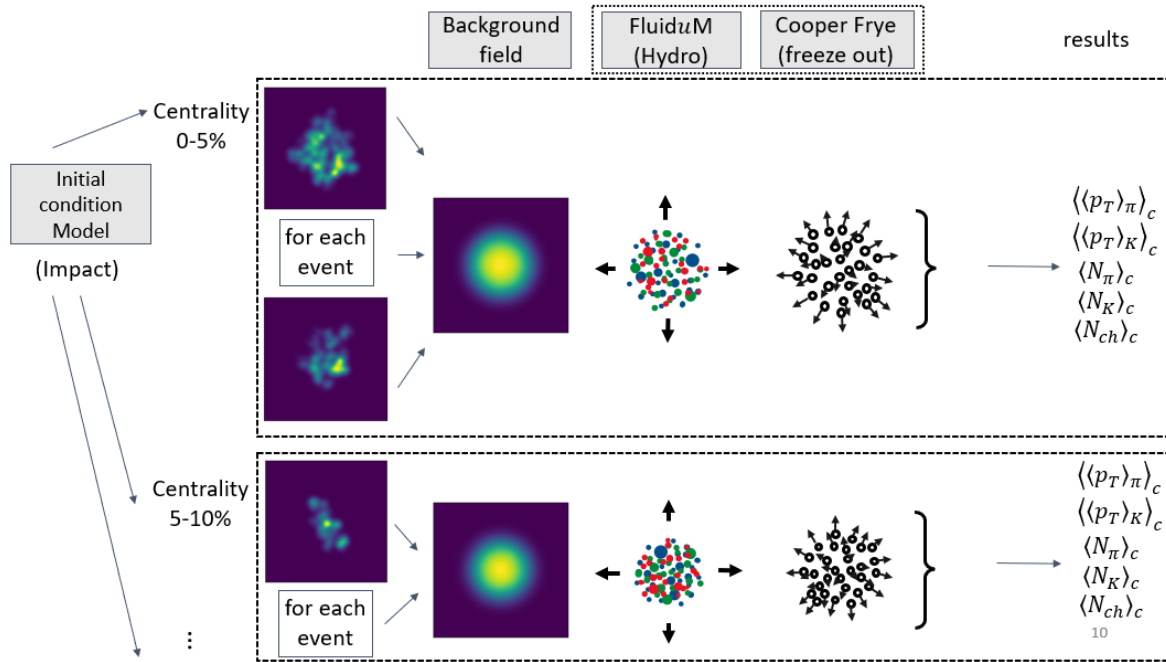 Background
field
Fluid𝑢M
(Hydro)
Cooper Frye
(freeze out)
results
Centrality
0-5%
Initial
condition
Model
(Impact)
for each
event
⟨⟨𝑝_𝑇⟩_𝜋⟩_𝑐
⟨⟨𝑝_𝑇⟩_𝐾⟩_𝑐
⟨𝑁_𝜋⟩_𝑐
⟨𝑁_𝐾⟩_𝑐
⟨𝑁_𝑐ℎ⟩_𝑐
Centrality
5-10%
for each
event
⋮
⟨⟨𝑝_𝑇⟩_𝜋⟩_𝑐
⟨⟨𝑝_𝑇⟩_𝐾⟩_𝑐
⟨𝑁_𝜋⟩_𝑐
⟨𝑁_𝐾⟩_𝑐
⟨𝑁_𝑐ℎ⟩_𝑐
10